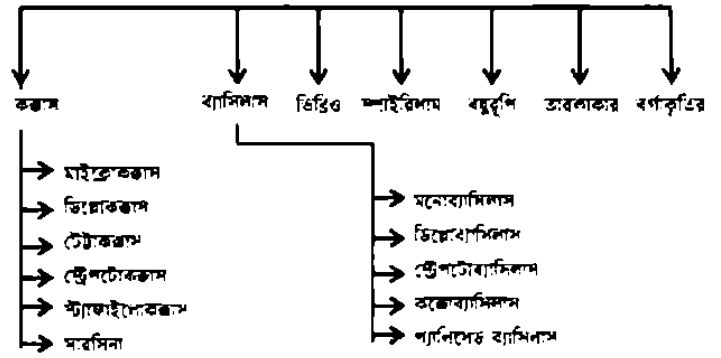 কক্কাস
ব্যাসিলাস
ভিব্রিও
স্পাইরিলাম
বহুরূপি
তারকাকার
বর্গাকৃতির
মাইক্রোকক্কাস
ডিপ্লোকক্কাস
টেট্রাকক্কাস
স্ট্রেপটোকক্কাস
স্ট্যাফাইলোকক্কাস
সারসিনা
মনোব্যাসিলাস
ডিপ্লোব্যাসিলাস
স্ট্রেপটোব্যাসিলাস
কক্কোব্যাসিলাস
প্যালিসেড ব্যাসিলাস